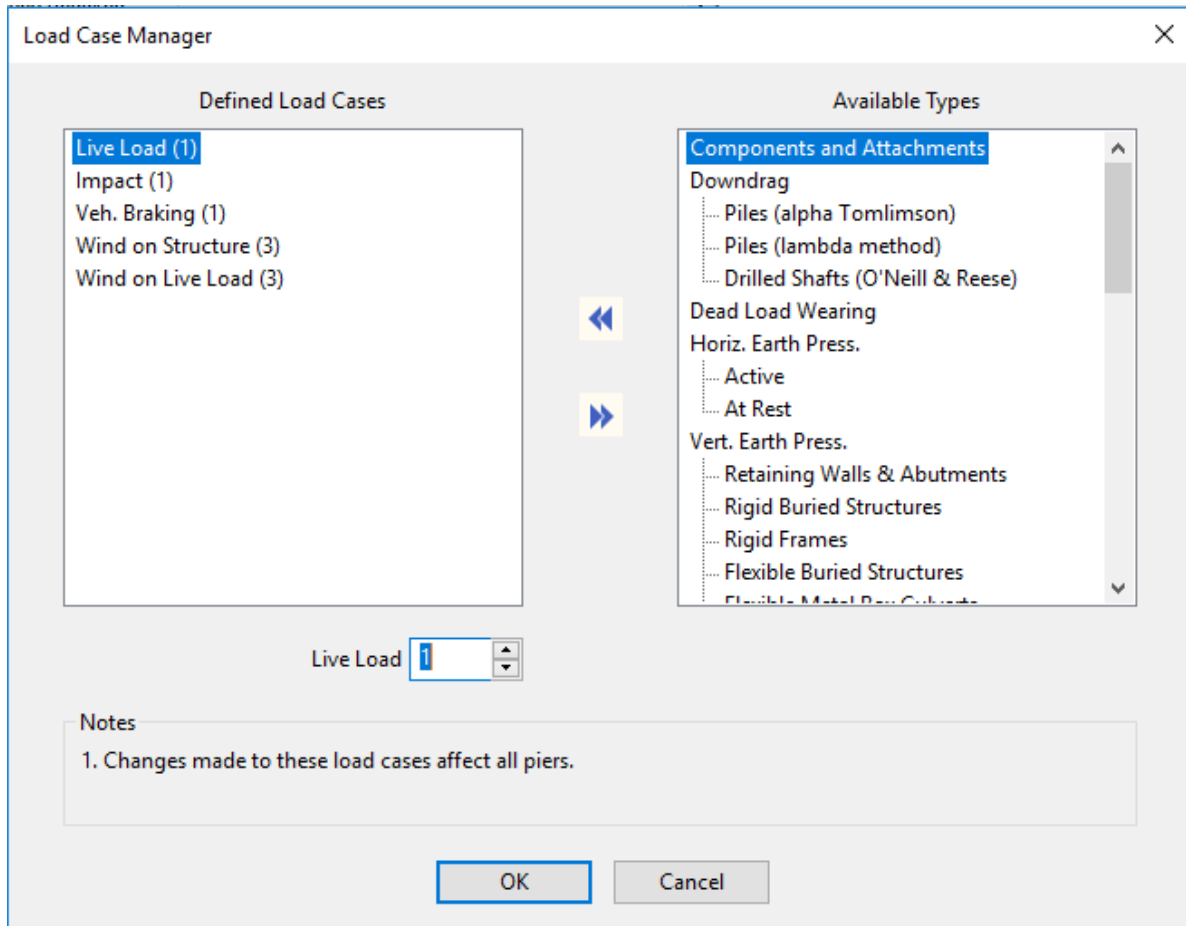 Load Case Manager
Defined Load Cases
Live Load (1)
Impact (1)
Veh. Braking (1)
Wind on Structure (3)
Wind on Live Load (3)
Available Types
Components and Attachments
Downdrag
Piles (alpha Tomlimson)
Piles (lambda method)
Drilled Shafts (O'Neill & Reese)
Dead Load Wearing
Horiz. Earth Press.
Active
At Rest
Vert. Earth Press.
Retaining Walls & Abutments
Rigid Buried Structures
Rigid Frames
Flexible Buried Structures
Flexible Metal Box Culverts
Live Load 1
Notes
1. Changes made to these load cases affect all piers.
OK Cancel